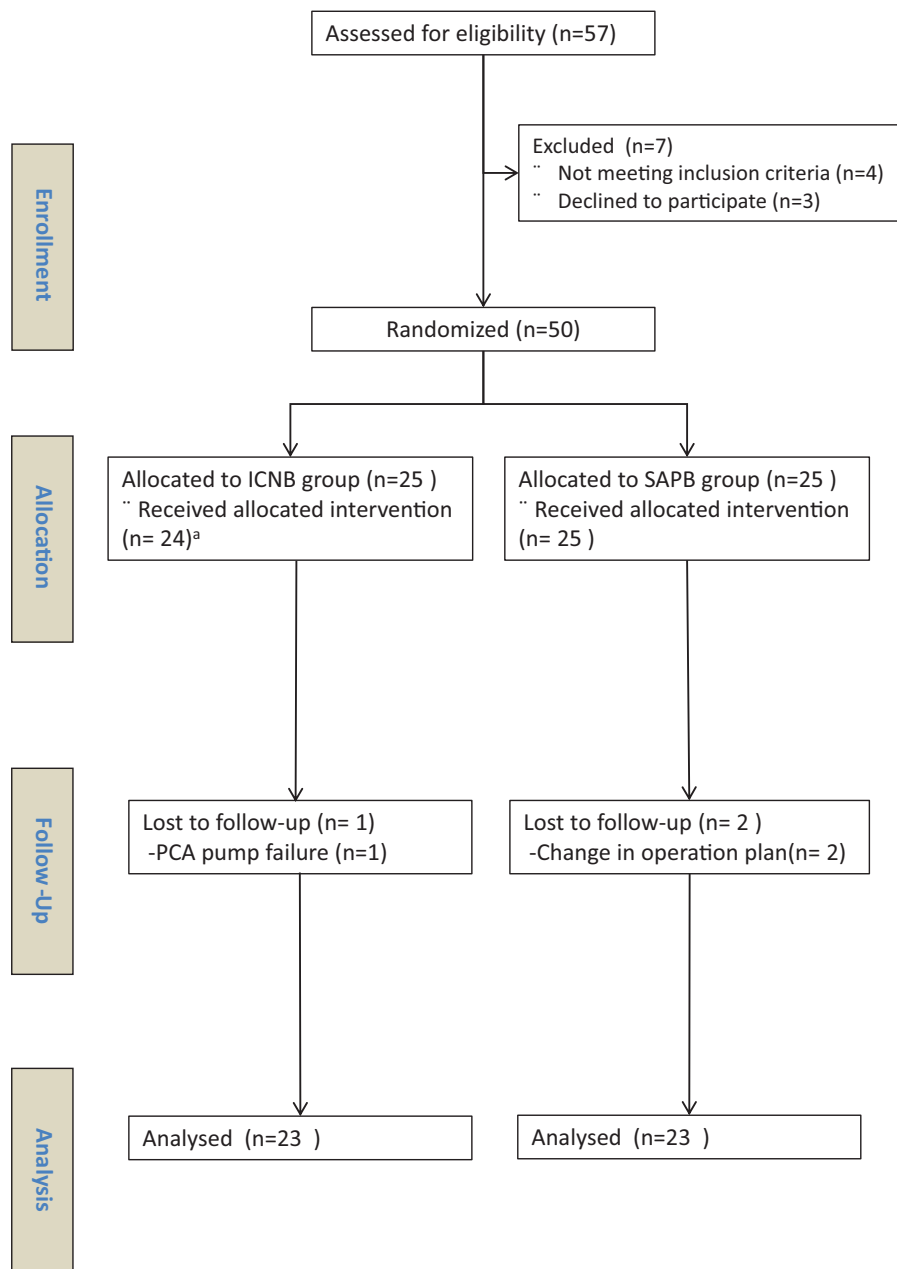 Assessed for eligibility (n=57)
Enrollment
Excluded (n=7)
¨ Not meeting inclusion criteria (n=4)
¨ Declined to participate (n=3)
Randomized (n=50)
Allocation
Allocated to ICNB group (n=25 )
¨ Received allocated intervention
(n= 24)ᵃ
Allocated to SAPB group (n=25 )
¨ Received allocated intervention
(n= 25 )
Follow-Up
Lost to follow-up (n= 1)
-PCA pump failure (n=1)
Lost to follow-up (n= 2 )
-Change in operation plan(n= 2)
Analysis
Analysed (n=23 )
Analysed (n=23 )